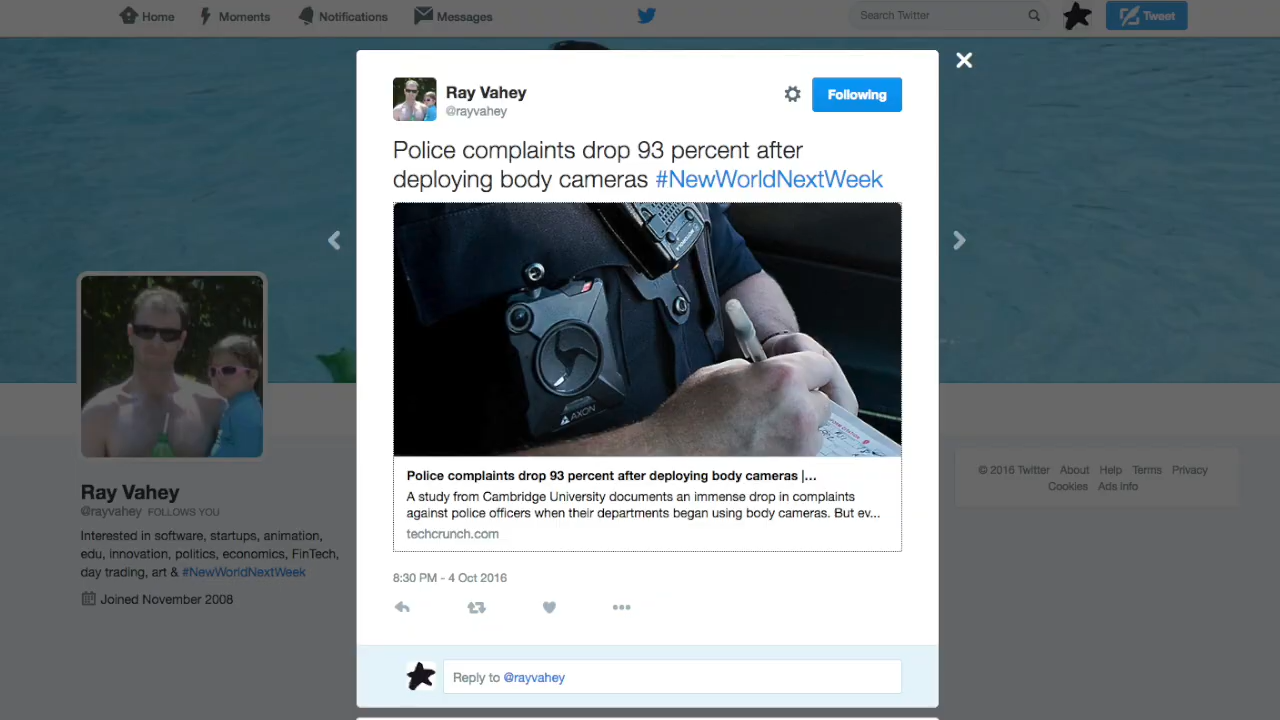 Home
Moments
Notifications
Messages
Search Twitter
Tweet
Ray Vahey
@rayvahey
Following
Police complaints drop 93 percent after
deploying body cameras #NewWorldNextWeek
AXON
Police complaints drop 93 percent after deploying body cameras |...
A study from Cambridge University documents an immense drop in complaints
against police officers when their departments began using body cameras. But ev...
techcrunch.com
8:30 PM - 4 Oct 2016
Reply to @rayvahey
Ray Vahey
@rayvahey FOLLOWS YOU
Interested in software, startups, animation,
edu, innovation, politics, economics, FinTech,
day trading, art & #NewWorldNextWeek
Joined November 2008
© 2016 Twitter About Help Terms Privacy
Cookies Ads info